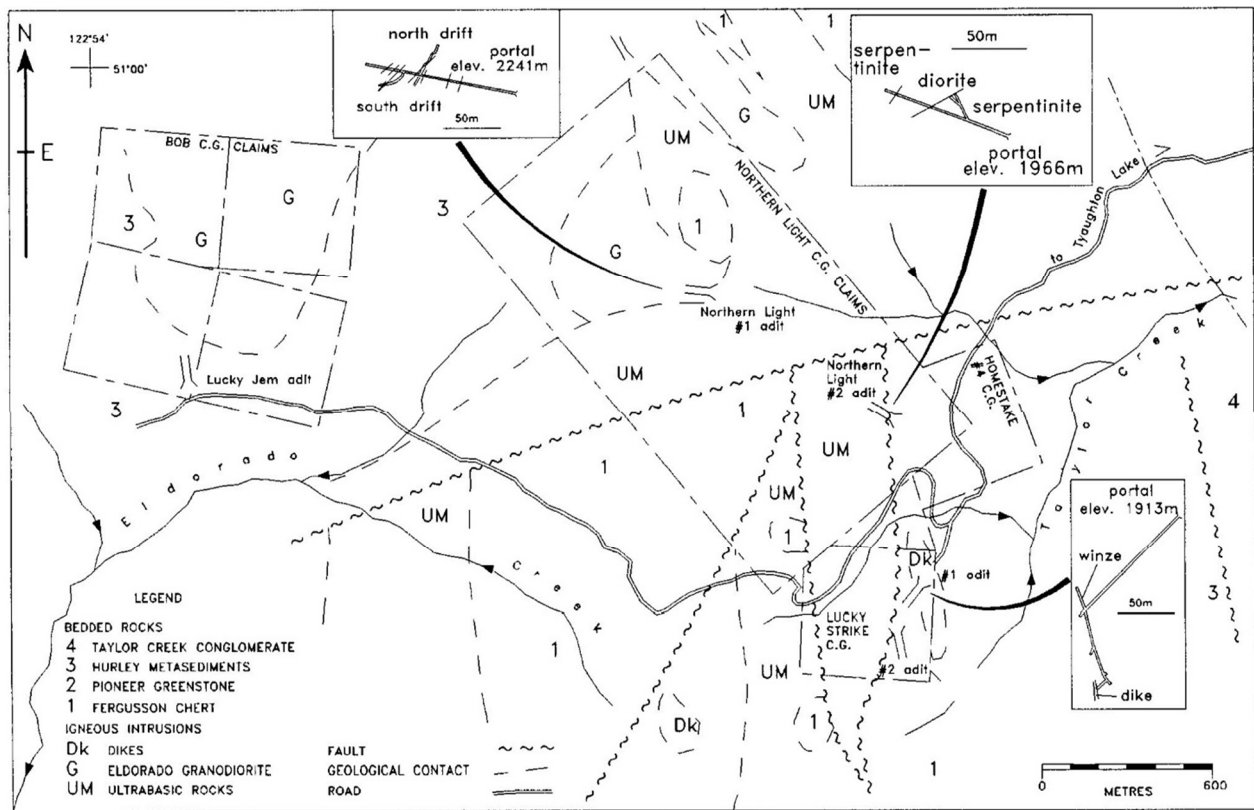 N
E
122°54'
51°00'
north drift
portal
elev. 2241m
south drift
50m
serpen-
tinite
50m
diorite
serpentinite
portal
elev. 1966m
1
1
UM
G
UM
BOB C.G. CLAIMS
3
G
G
3
1
G
NORTHERN LIGHT C.G. CLAIMS
to Tyaughton Lake
Northern Light
#1 adit
Lucky Jem adit
3
UM
Northern
Light
#2 adit
HOMESTAKE
#4 C.G.
Taylor Creek
4
1
UM
1
Eldorado Creek
UM
UM
1
Dk
#1 adit
LUCKY
STRIKE
C.G.
#2 adit
portal
elev. 1913m
winze
50m
dike
3
1
UM
Dk
1
1
LEGEND
BEDDED ROCKS
4 TAYLOR CREEK CONGLOMERATE
3 HURLEY METASEDIMENTS
2 PIONEER GREENSTONE
1 FERGUSSON CHERT
IGNEOUS INTRUSIONS
Dk DIKES
G ELDORADO GRANODIORITE
UM ULTRABASIC ROCKS
FAULT
GEOLOGICAL CONTACT
ROAD
0 600
METRES